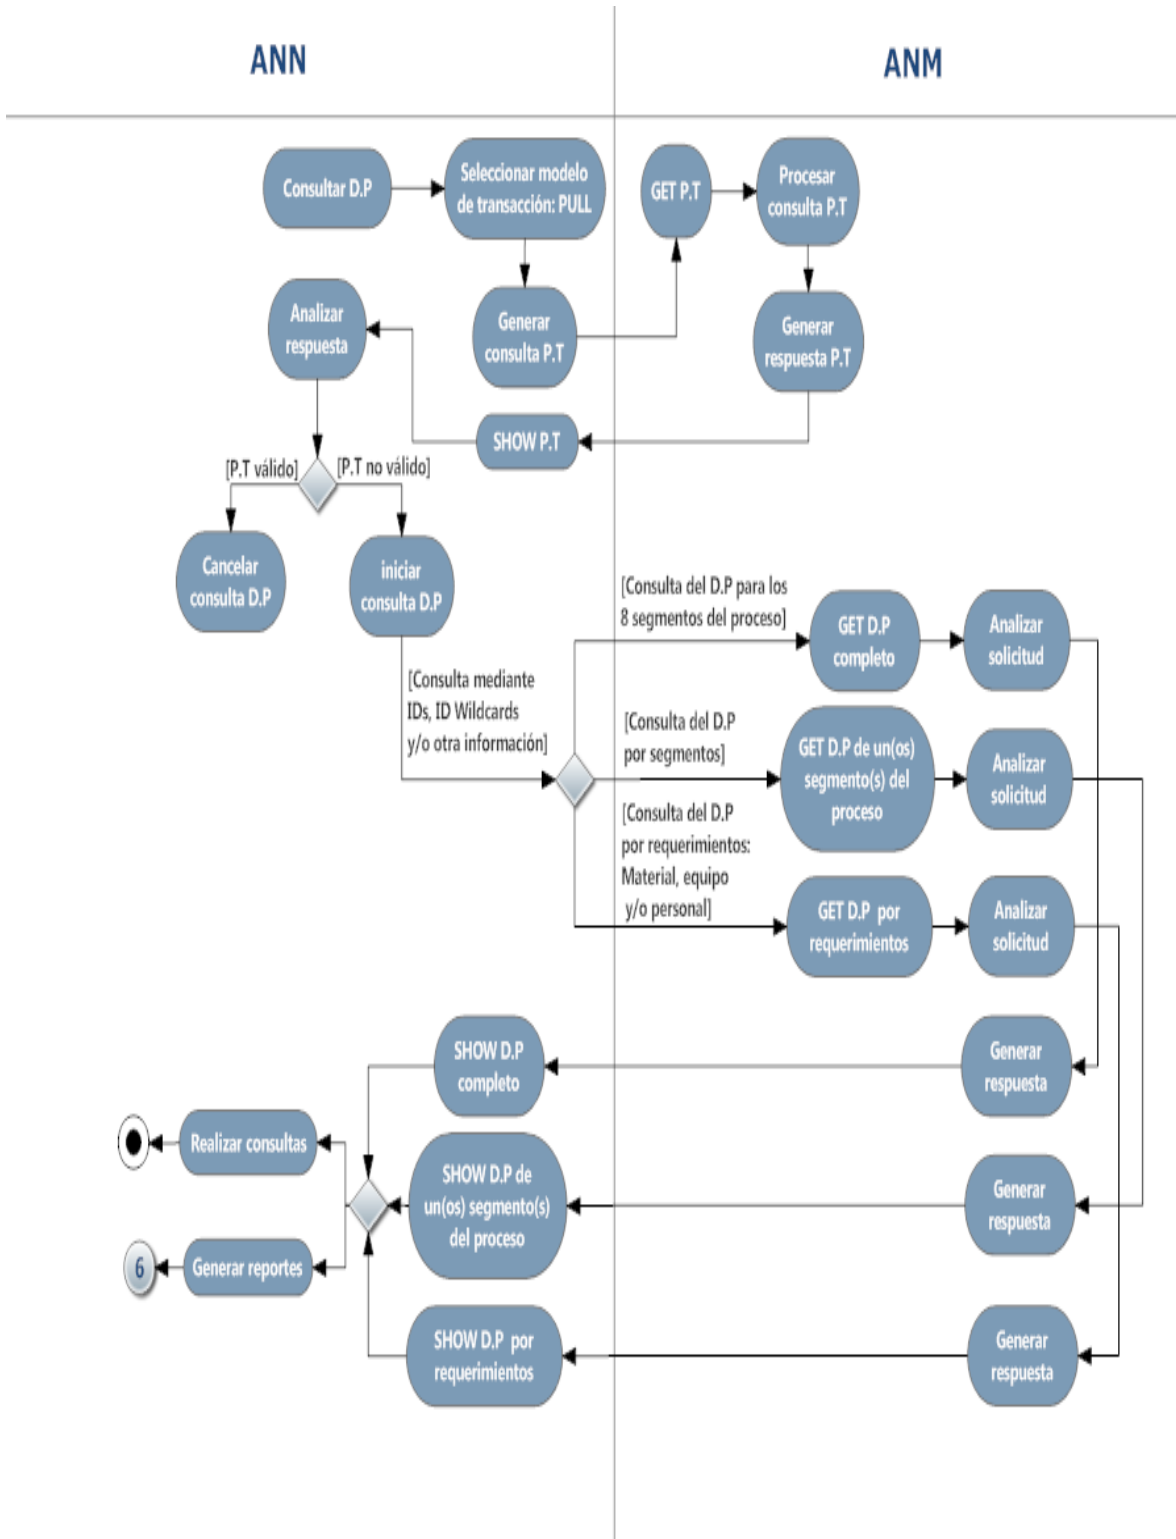 ANN
ANM
Consultar D.P
Seleccionar modelo
de transacción: PULL
GET P.T
Procesar
consulta P.T
Analizar
respuesta
Generar
consulta P.T
Generar
respuesta P.T
SHOW P.T
[P.T válido]
[P.T no válido]
Cancelar
consulta D.P
iniciar
consulta D.P
[Consulta mediante
IDs, ID Wildcards
y/o otra información]
[Consulta del D.P para los
8 segmentos del proceso]
GET D.P
completo
Analizar
solicitud
[Consulta del D.P
por segmentos]
GET D.P de un(os)
segmento(s) del
proceso
Analizar
solicitud
[Consulta del D.P
por requerimientos:
Material, equipo
y/o personal]
GET D.P por
requerimientos
Analizar
solicitud
SHOW D.P
completo
Generar
respuesta
Realizar consultas
SHOW D.P de
un(os) segmento(s)
del proceso
Generar
respuesta
6
Generar reportes
SHOW D.P por
requerimientos
Generar
respuesta